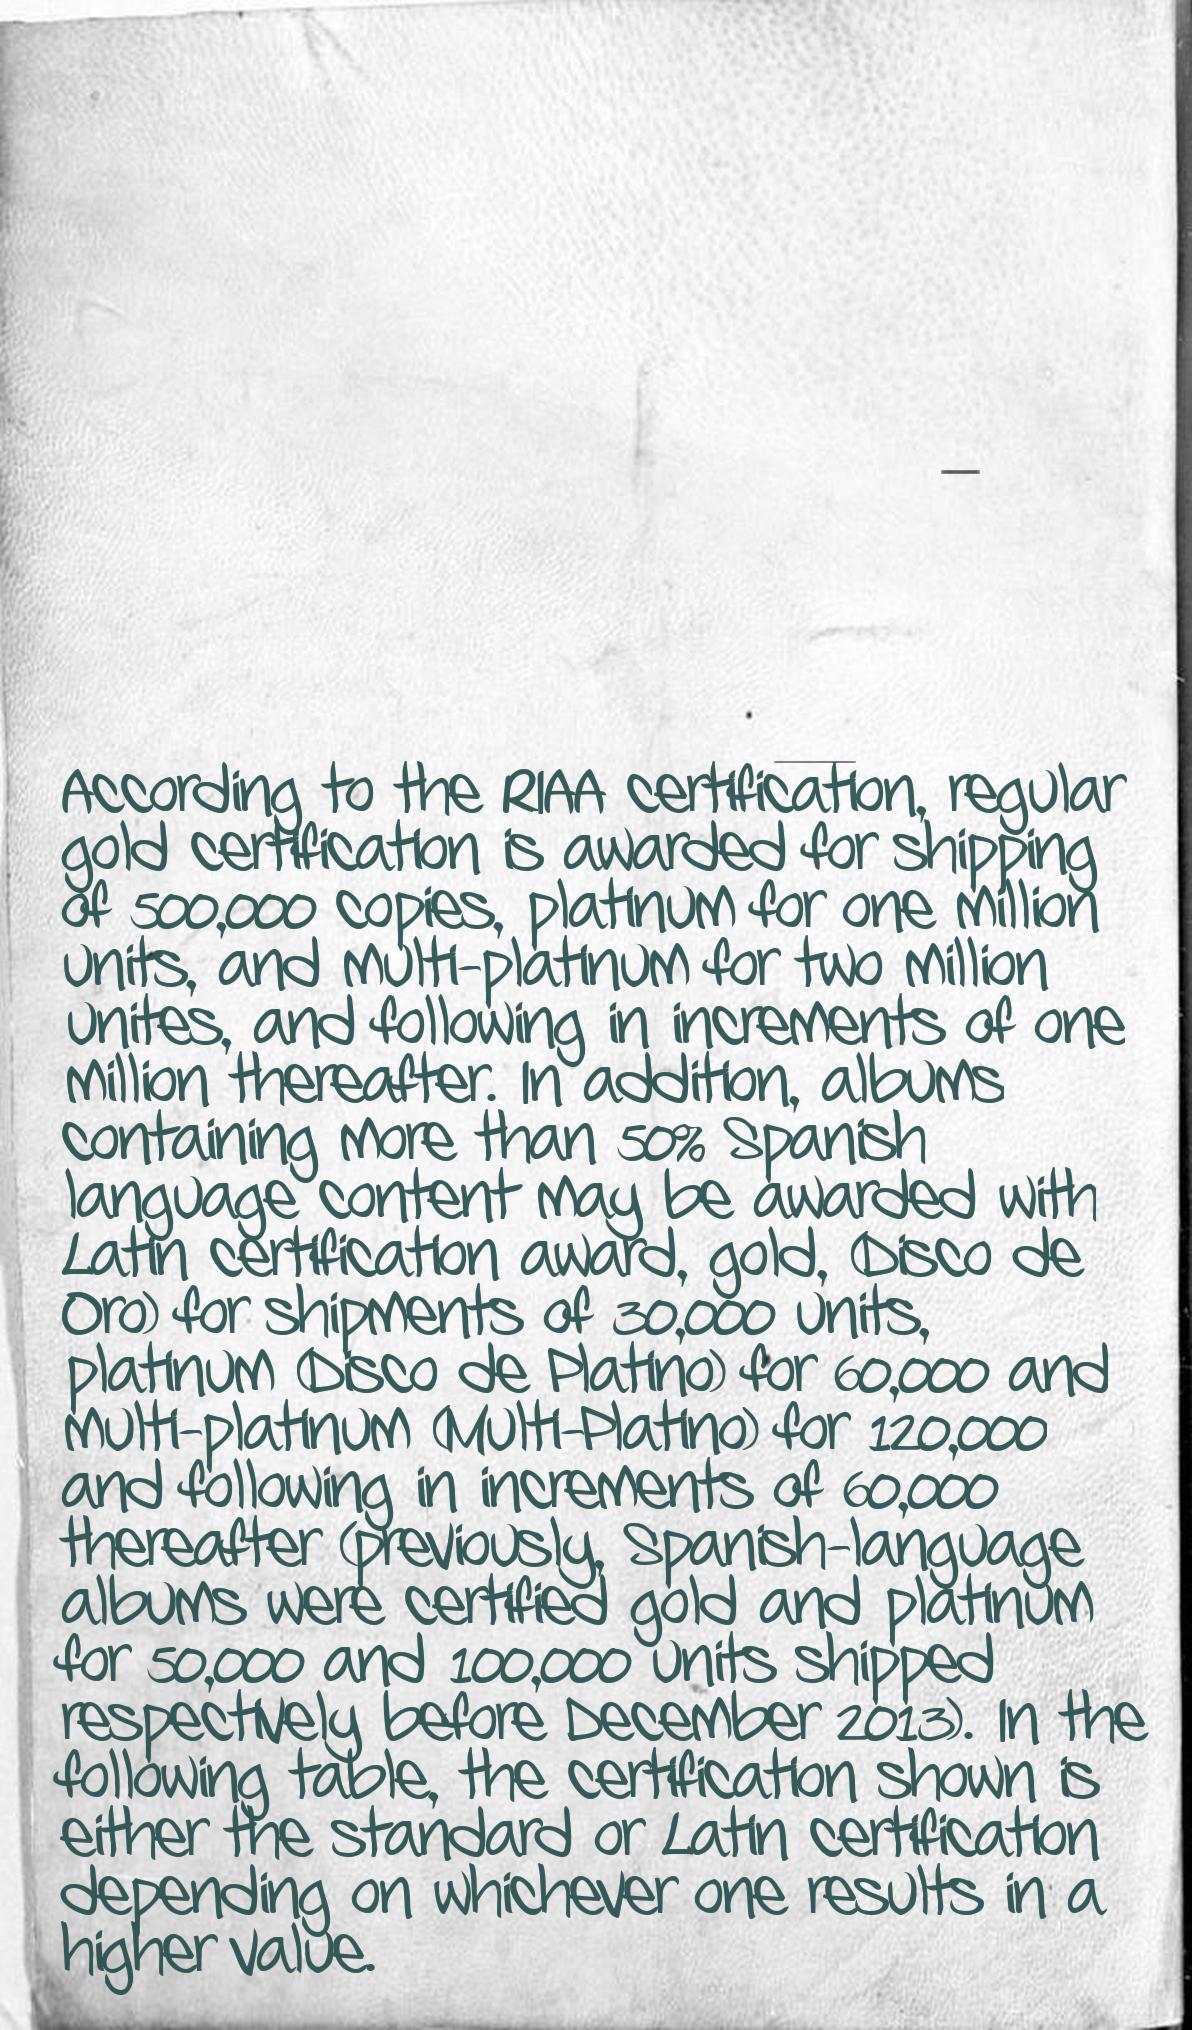 According to the RIAA certification, regular
gold certification is awarded for shipping
of 500,000 copies, platinum for one million
units, and multi-platinum for two million
unites, and following in increments of one
million thereafter. In addition, albums
containing more than 50% Spanish
language content may be awarded with
Latin certification award, gold, (Disco de
Oro) for shipments of 30,000 units,
platinum (Disco de Platino) for 60,000 and
multi-platinum (Multi-Platino) for 120,000
and following in increments of 60,000
thereafter (previously, Spanish-language
albums were certified gold and platinum
for 50,000 and 100,000 units shipped
respectively before December 2013). In the
following table, the certification shown is
either the standard or Latin certification
depending on whichever one results in a
higher value.